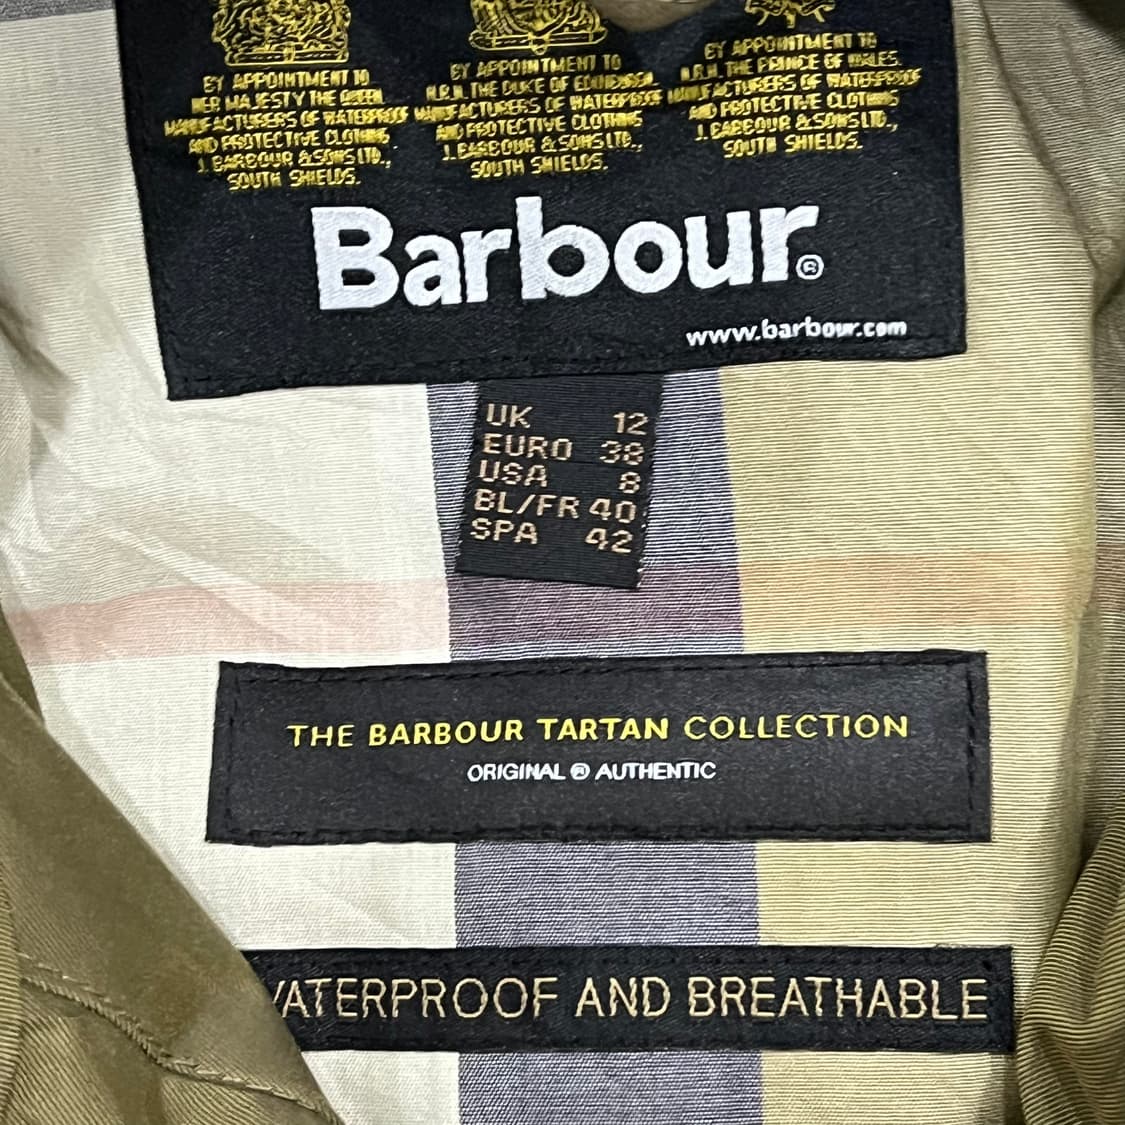 BY APPOINTMENT TO
HER MAJESTY THE QUEEN
MANUFACTURERS OF WATERPROOF
AND PROTECTIVE CLOTHING
J. BARBOUR & SONS LTD.,
SOUTH SHIELDS.
BY APPOINTMENT TO
H.R.H. THE DUKE OF EDINBURGH
MANUFACTURERS OF WATERPROOF
AND PROTECTIVE CLOTHING
J. BARBOUR & SONS LTD.,
SOUTH SHIELDS.
BY APPOINTMENT TO
H.R.H. THE PRINCE OF WALES.
MANUFACTURERS OF WATERPROOF
AND PROTECTIVE CLOTHING
J. BARBOUR & SONS LTD.,
SOUTH SHIELDS.
Barbour®
www.barbour.com
UK 12
EURO 38
USA 8
BL/FR 40
SPA 42
THE BARBOUR TARTAN COLLECTION
ORIGINAL ® AUTHENTIC
WATERPROOF AND BREATHABLE